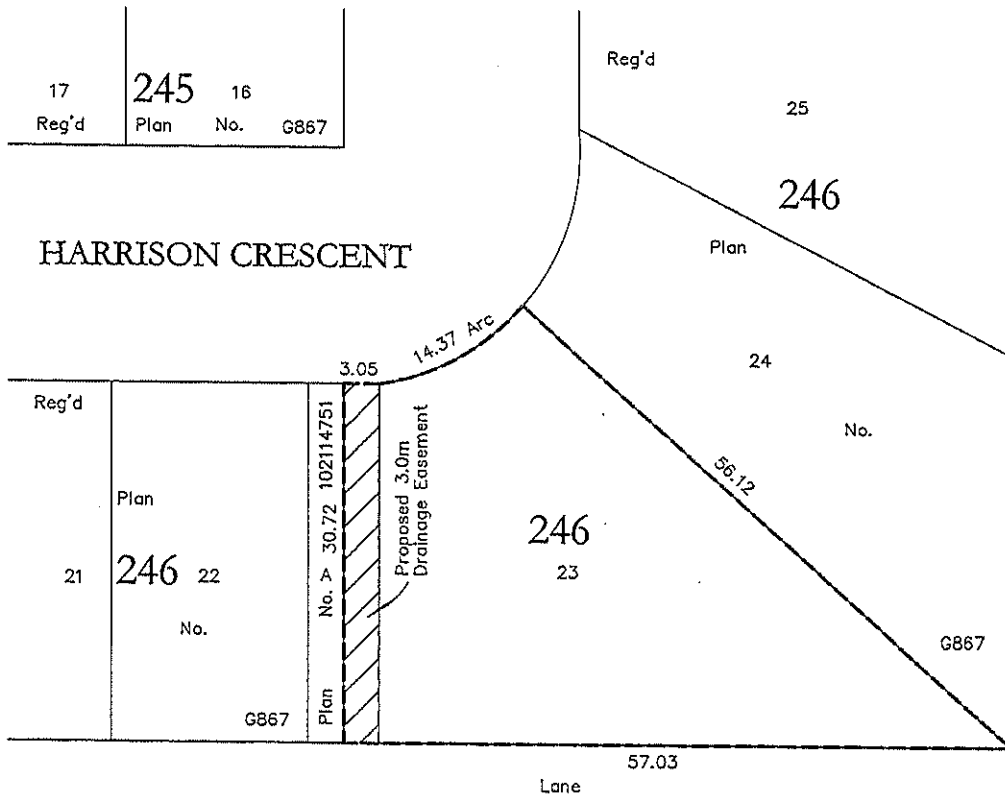 Reg'd
25
17
245 16
Reg'd Plan No. G867
246
Plan
HARRISON CRESCENT
14.37 Arc
3.05
24
No.
56.12
Reg'd
Plan
246
21
22
No.
G867
Plan No. A 30.72 102114751
Proposed 3.0m
Drainage Easement
246
23
G867
57.03
Lane